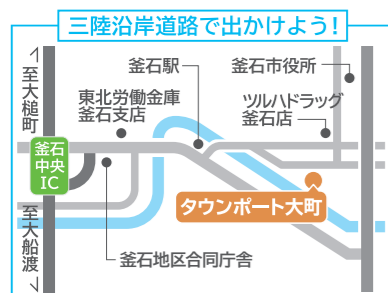 三陸沿岸道路で出かけよう!
至大槌町
釜石駅
釜石市役所
東北労働金庫
釜石支店
ツルハドラッグ
釜石店
釜石
中央
IC
タウンポート大町
至大船渡
釜石地区合同庁舎